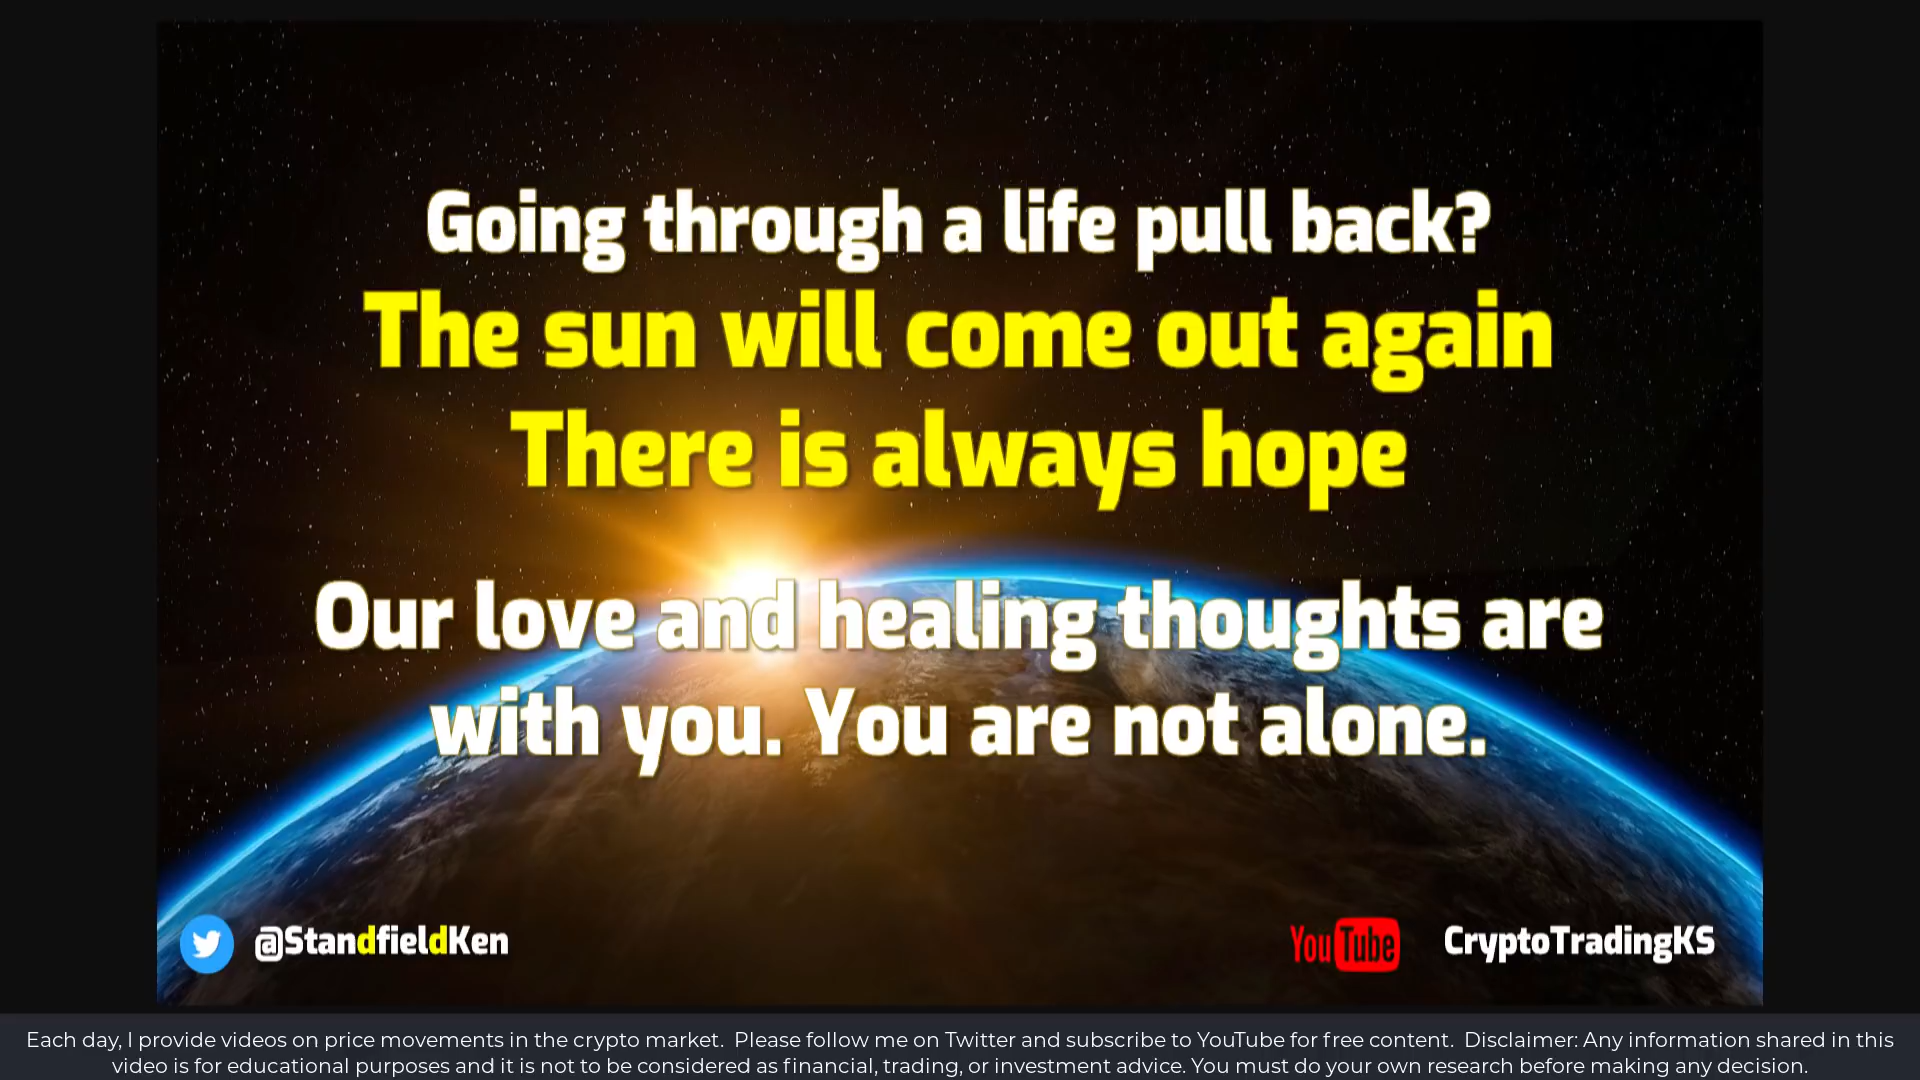 Going through a life pull back?
The sun will come out again
There is always hope
Our love and healing thoughts are
with you. You are not alone.
@StandfieldKen
YouTube CryptoTradingKS
Each day, I provide videos on price movements in the crypto market.  Please follow me on Twitter and subscribe to YouTube for free content.  Disclaimer: Any information shared in this
video is for educational purposes and it is not to be considered as financial, trading, or investment advice. You must do your own research before making any decision.